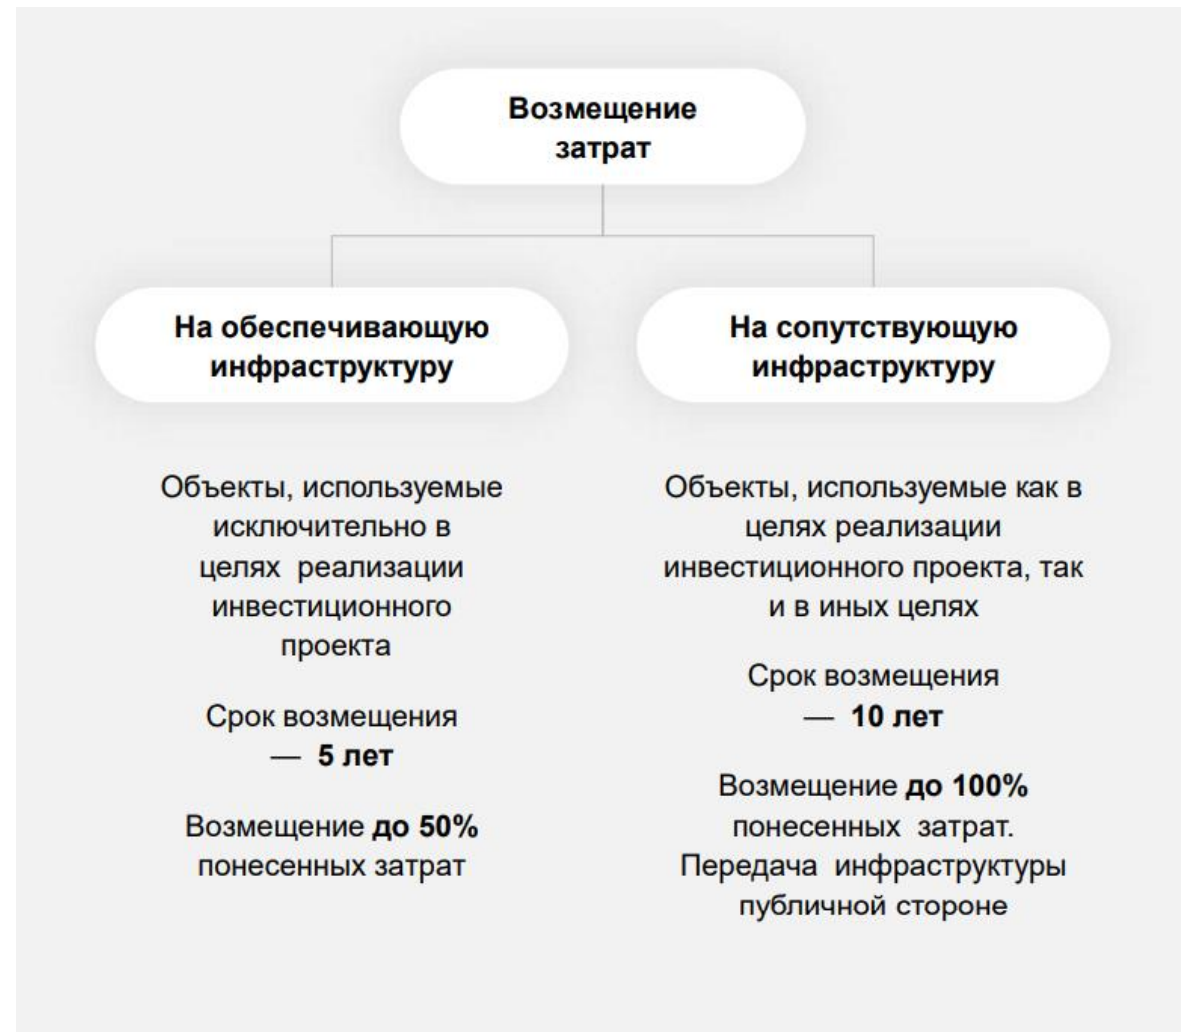 Возмещение
затрат
На обеспечивающую
инфраструктуру
Объекты, используемые
исключительно в
целях реализации
инвестиционного
проекта
Срок возмещения
— 5 лет
Возмещение до 50%
понесенных затрат
На сопутствующую
инфраструктуру
Объекты, используемые как в
целях реализации
инвестиционного проекта, так
и в иных целях
Срок возмещения
— 10 лет
Возмещение до 100%
понесенных затрат.
Передача инфраструктуры
публичной стороне